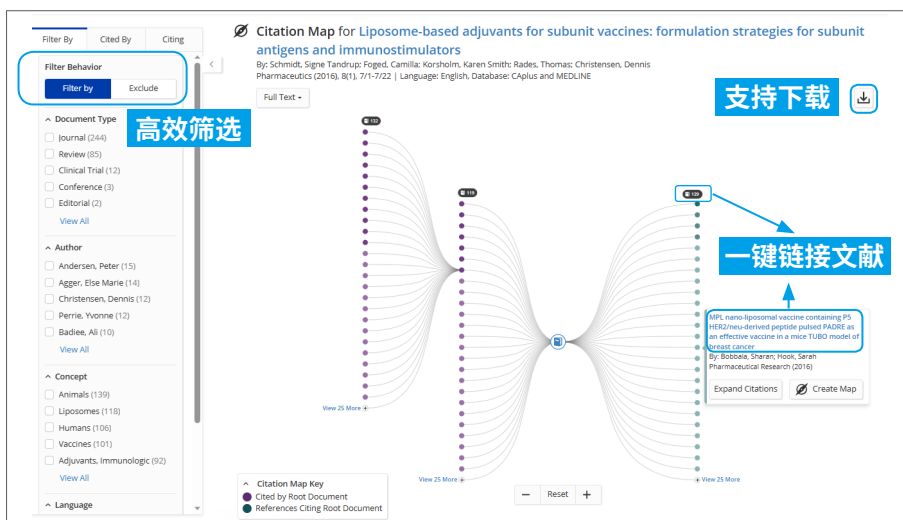 Filter By
Cited By
Citing
Filter Behavior
Filter by
Exclude
高效筛选
Document Type
Journal (244)
Review (85)
Clinical Trial (12)
Conference (3)
Editorial (2)
View All
Author
Andersen, Peter (15)
Agger, Else Marie (14)
Christensen, Dennis (12)
Perrie, Yvonne (12)
Badiee, Ali (10)
View All
Concept
Animals (139)
Liposomes (118)
Humans (106)
Vaccines (101)
Adjuvants, Immunologic (92)
View All
Language
Citation Map for Liposome-based adjuvants for subunit vaccines: formulation strategies for subunit
antigens and immunostimulators
By: Schmidt, Signe Tandrup; Foged, Camilla; Korsholm, Karen Smith; Rades, Thomas; Christensen, Dennis
Pharmaceutics (2016), 8(1), 7/1-7/22 | Language: English, Database: CAplus and MEDLINE
Full Text
支持下载
132
119
129
一键链接文献
MPL nano-liposomal vaccine containing P5
HER2/neu-derived peptide pulsed PADRE as
an effective vaccine in a mice TUBO model of
breast cancer
By: Bobbala, Sharan; Hook, Sarah
Pharmaceutical Research (2016)
Expand Citations
Create Map
View 25 More
View 25 More
View 25 More
Citation Map Key
Cited by Root Document
References Citing Root Document
Reset